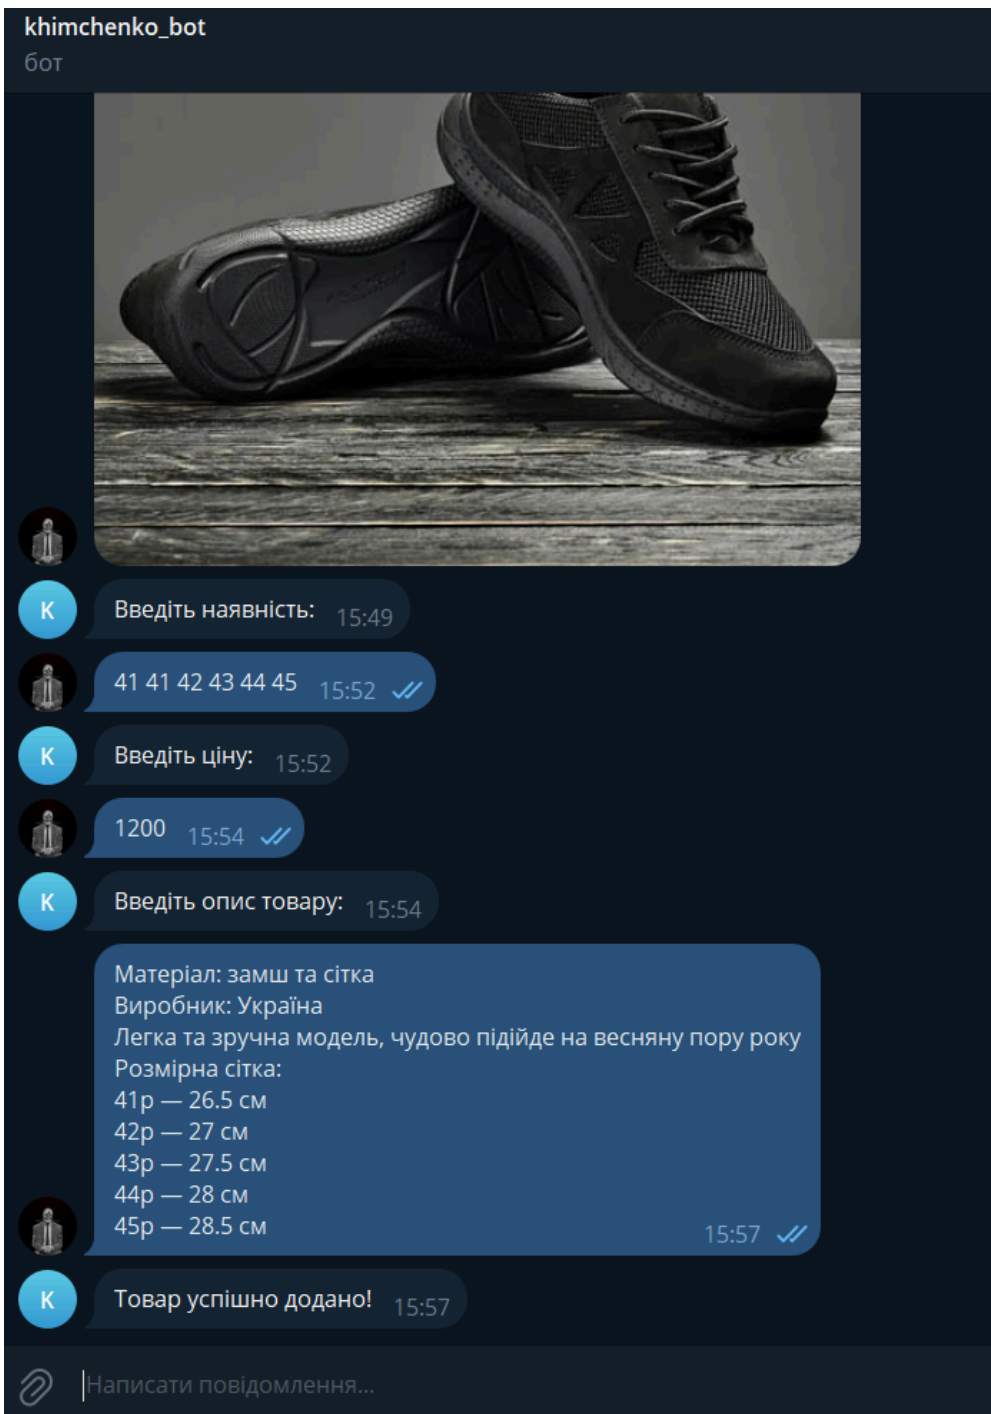 khimchenko_bot
бот
Введіть наявність: 15:49
41 41 42 43 44 45 15:52
Введіть ціну: 15:52
1200 15:54
Введіть опис товару: 15:54
Матеріал: замш та сітка
Виробник: Україна
Легка та зручна модель, чудово підійде на весняну пору року
Розмірна сітка:
41р — 26.5 см
42р — 27 см
43р — 27.5 см
44р — 28 см
45р — 28.5 см
15:57
Товар успішно додано! 15:57
Написати повідомлення...
К
К
К
К